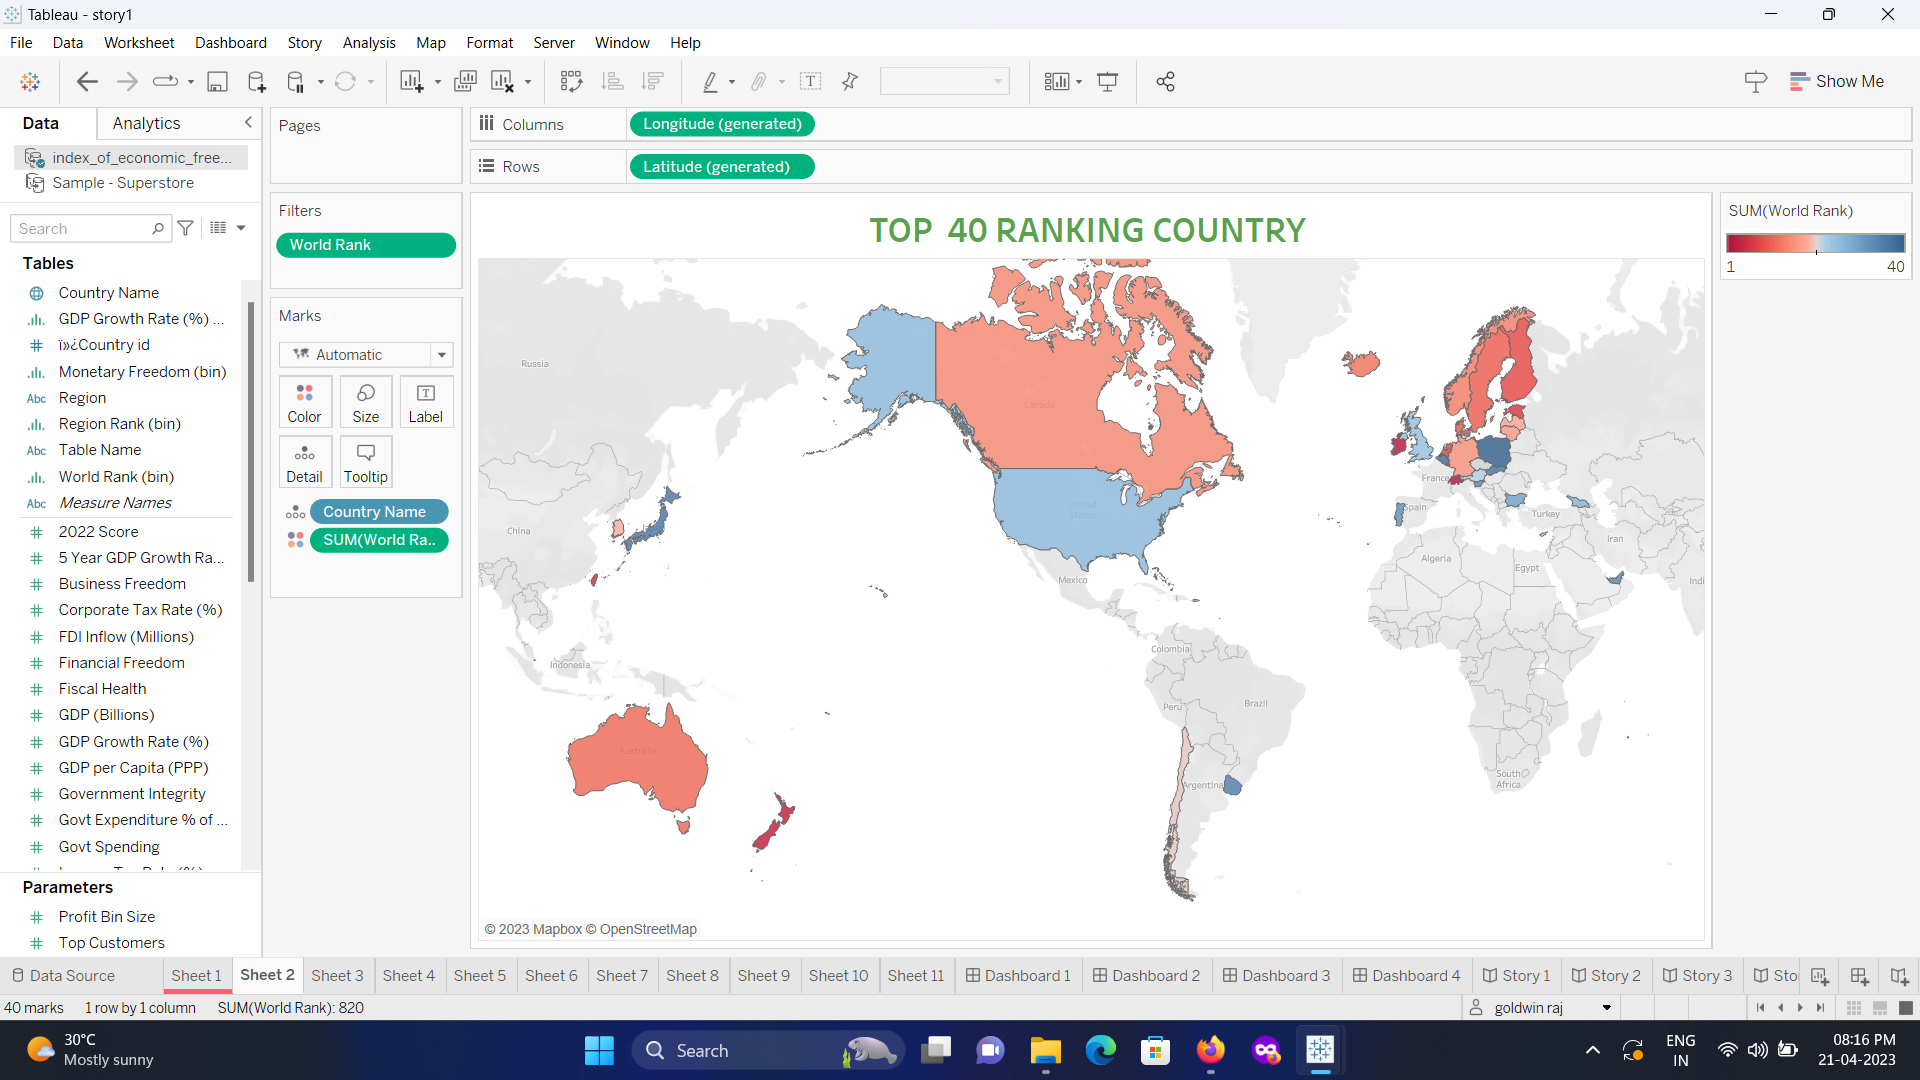 Tableau - story1
File Data Worksheet Dashboard Story Analysis Map Format Server Window Help
Show Me
Data Analytics
index_of_economic_free...
Sample - Superstore
Search
Tables
Country Name
GDP Growth Rate (%) ...
ï»¿Country id
Monetary Freedom (bin)
Abc Region
Region Rank (bin)
Abc Table Name
World Rank (bin)
Abc Measure Names
2022 Score
5 Year GDP Growth Ra...
Business Freedom
Corporate Tax Rate (%)
FDI Inflow (Millions)
Financial Freedom
Fiscal Health
GDP (Billions)
GDP Growth Rate (%)
GDP per Capita (PPP)
Government Integrity
Govt Expenditure % of ...
Govt Spending
Parameters
Profit Bin Size
Top Customers
Pages
Filters
World Rank
Marks
Automatic
Color Size Label
Detail Tooltip
Country Name
SUM(World Ra..
Columns Longitude (generated)
Rows Latitude (generated)
TOP 40 RANKING COUNTRY
Russia
Canada
China
United States
France
Spain
Turkey
Iran
Algeria
Egypt
Indi
Mexico
Colombia
Indonesia
Peru
Brazil
Australia
Argentina
South Africa
© 2023 Mapbox © OpenStreetMap
SUM(World Rank)
1 40
Data Source Sheet 1 Sheet 2 Sheet 3 Sheet 4 Sheet 5 Sheet 6 Sheet 7 Sheet 8 Sheet 9 Sheet 10 Sheet 11 Dashboard 1 Dashboard 2 Dashboard 3 Dashboard 4 Story 1 Story 2 Story 3 Sto
40 marks 1 row by 1 column SUM(World Rank): 820
goldwin raj
30°C
Mostly sunny
Search
ENG
IN
08:16 PM
21-04-2023